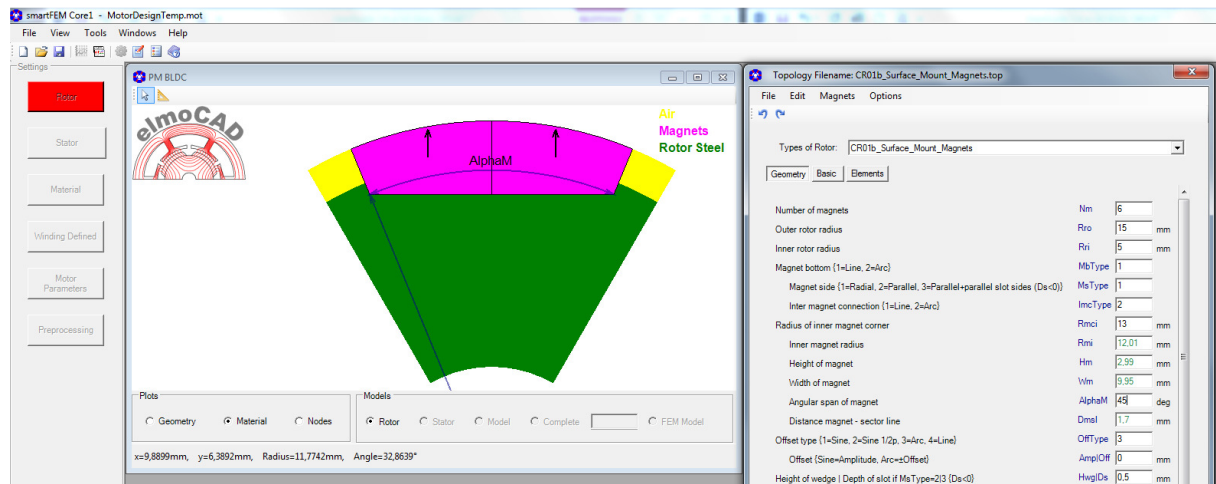 smartFEM Core1 - MotorDesignTemp.mot
File View Tools Windows Help
Settings
Rotor
Stator
Material
Winding Defined
Motor
Parameters
Preprocessing
PM BLDC
elmoCAD
Air
Magnets
Rotor Steel
AlphaM
Plots
Geometry Material Nodes
Models
Rotor Stator Model Complete FEM Model
x=9,8899mm, y=6,3892mm, Radius=11,7742mm, Angle=32,8639°
Topology Filename: CR01b_Surface_Mount_Magnets.top
File Edit Magnets Options
Types of Rotor: CR01b_Surface_Mount_Magnets
Geometry Basic Elements
Number of magnets Nm 6
Outer rotor radius Rro 15 mm
Inner rotor radius Rri 5 mm
Magnet bottom {1=Line, 2=Arc} MbType 1
Magnet side {1=Radial, 2=Parallel, 3=Parallel+parallel slot sides (Ds<0)} MsType 1
Inter magnet connection {1=Line, 2=Arc} ImcType 2
Radius of inner magnet corner Rmci 13 mm
Inner magnet radius Rmi 12,01 mm
Height of magnet Hm 2,99 mm
Width of magnet Wm 9,95 mm
Angular span of magnet AlphaM 45 deg
Distance magnet - sector line Dmsl 1,7 mm
Offset type {1=Sine, 2=Sine 1/2p, 3=Arc, 4=Line} OffType 3
Offset {Sine=Amplitude, Arc=±Offset} Amp|Off 0 mm
Height of wedge | Depth of slot if MsType=2|3 {Ds<0} Hwg|Ds 0,5 mm